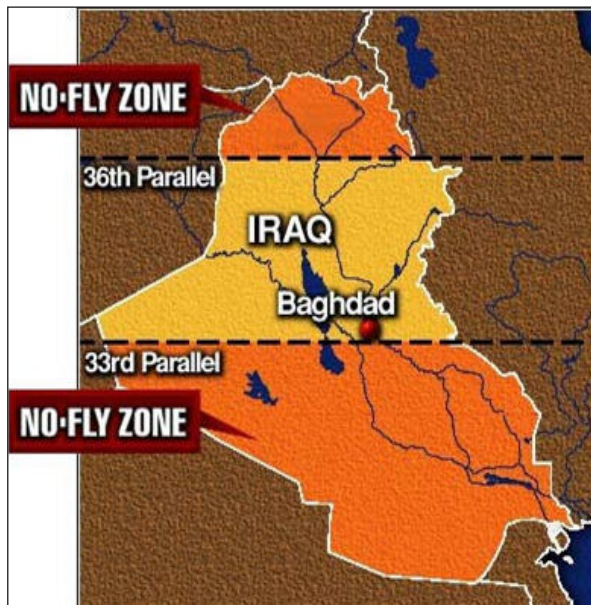 NO-FLY ZONE
36th Parallel
IRAQ
Baghdad
33rd Parallel
NO-FLY ZONE